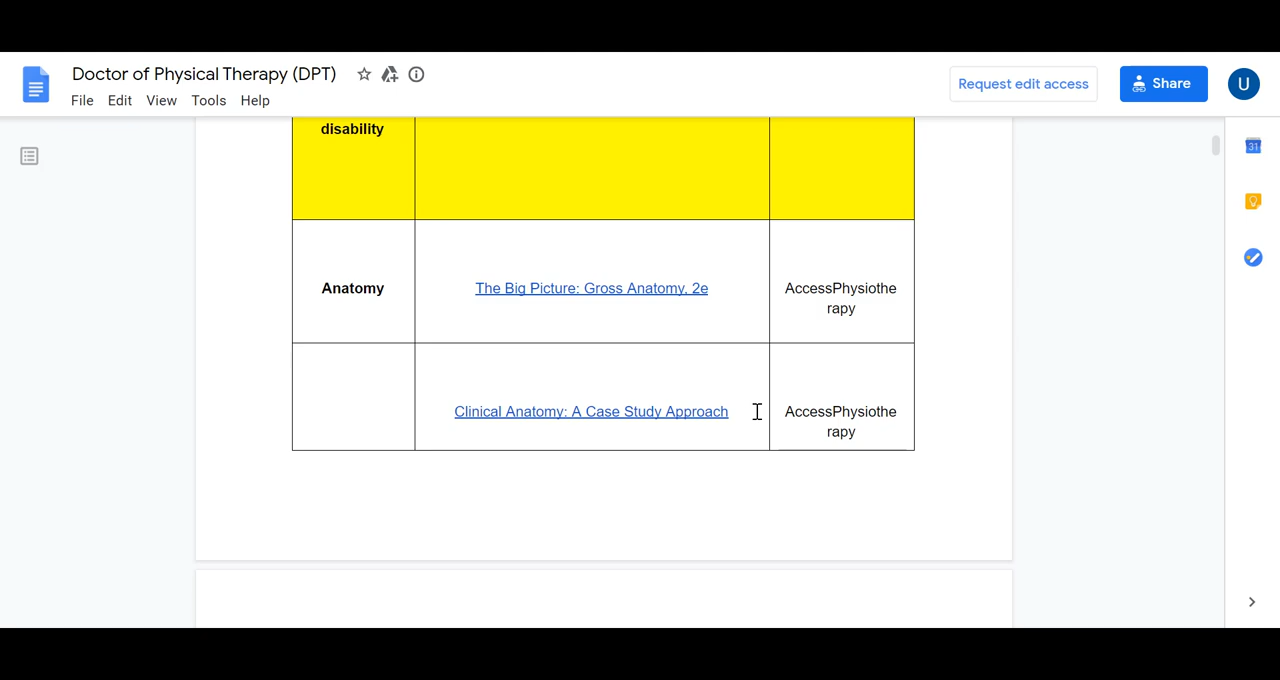 Doctor of Physical Therapy (DPT)
File Edit View Tools Help
Request edit access
Share
U
31
disability
Anatomy
The Big Picture: Gross Anatomy, 2e
AccessPhysiothe
rapy
Clinical Anatomy: A Case Study Approach
AccessPhysiothe
rapy